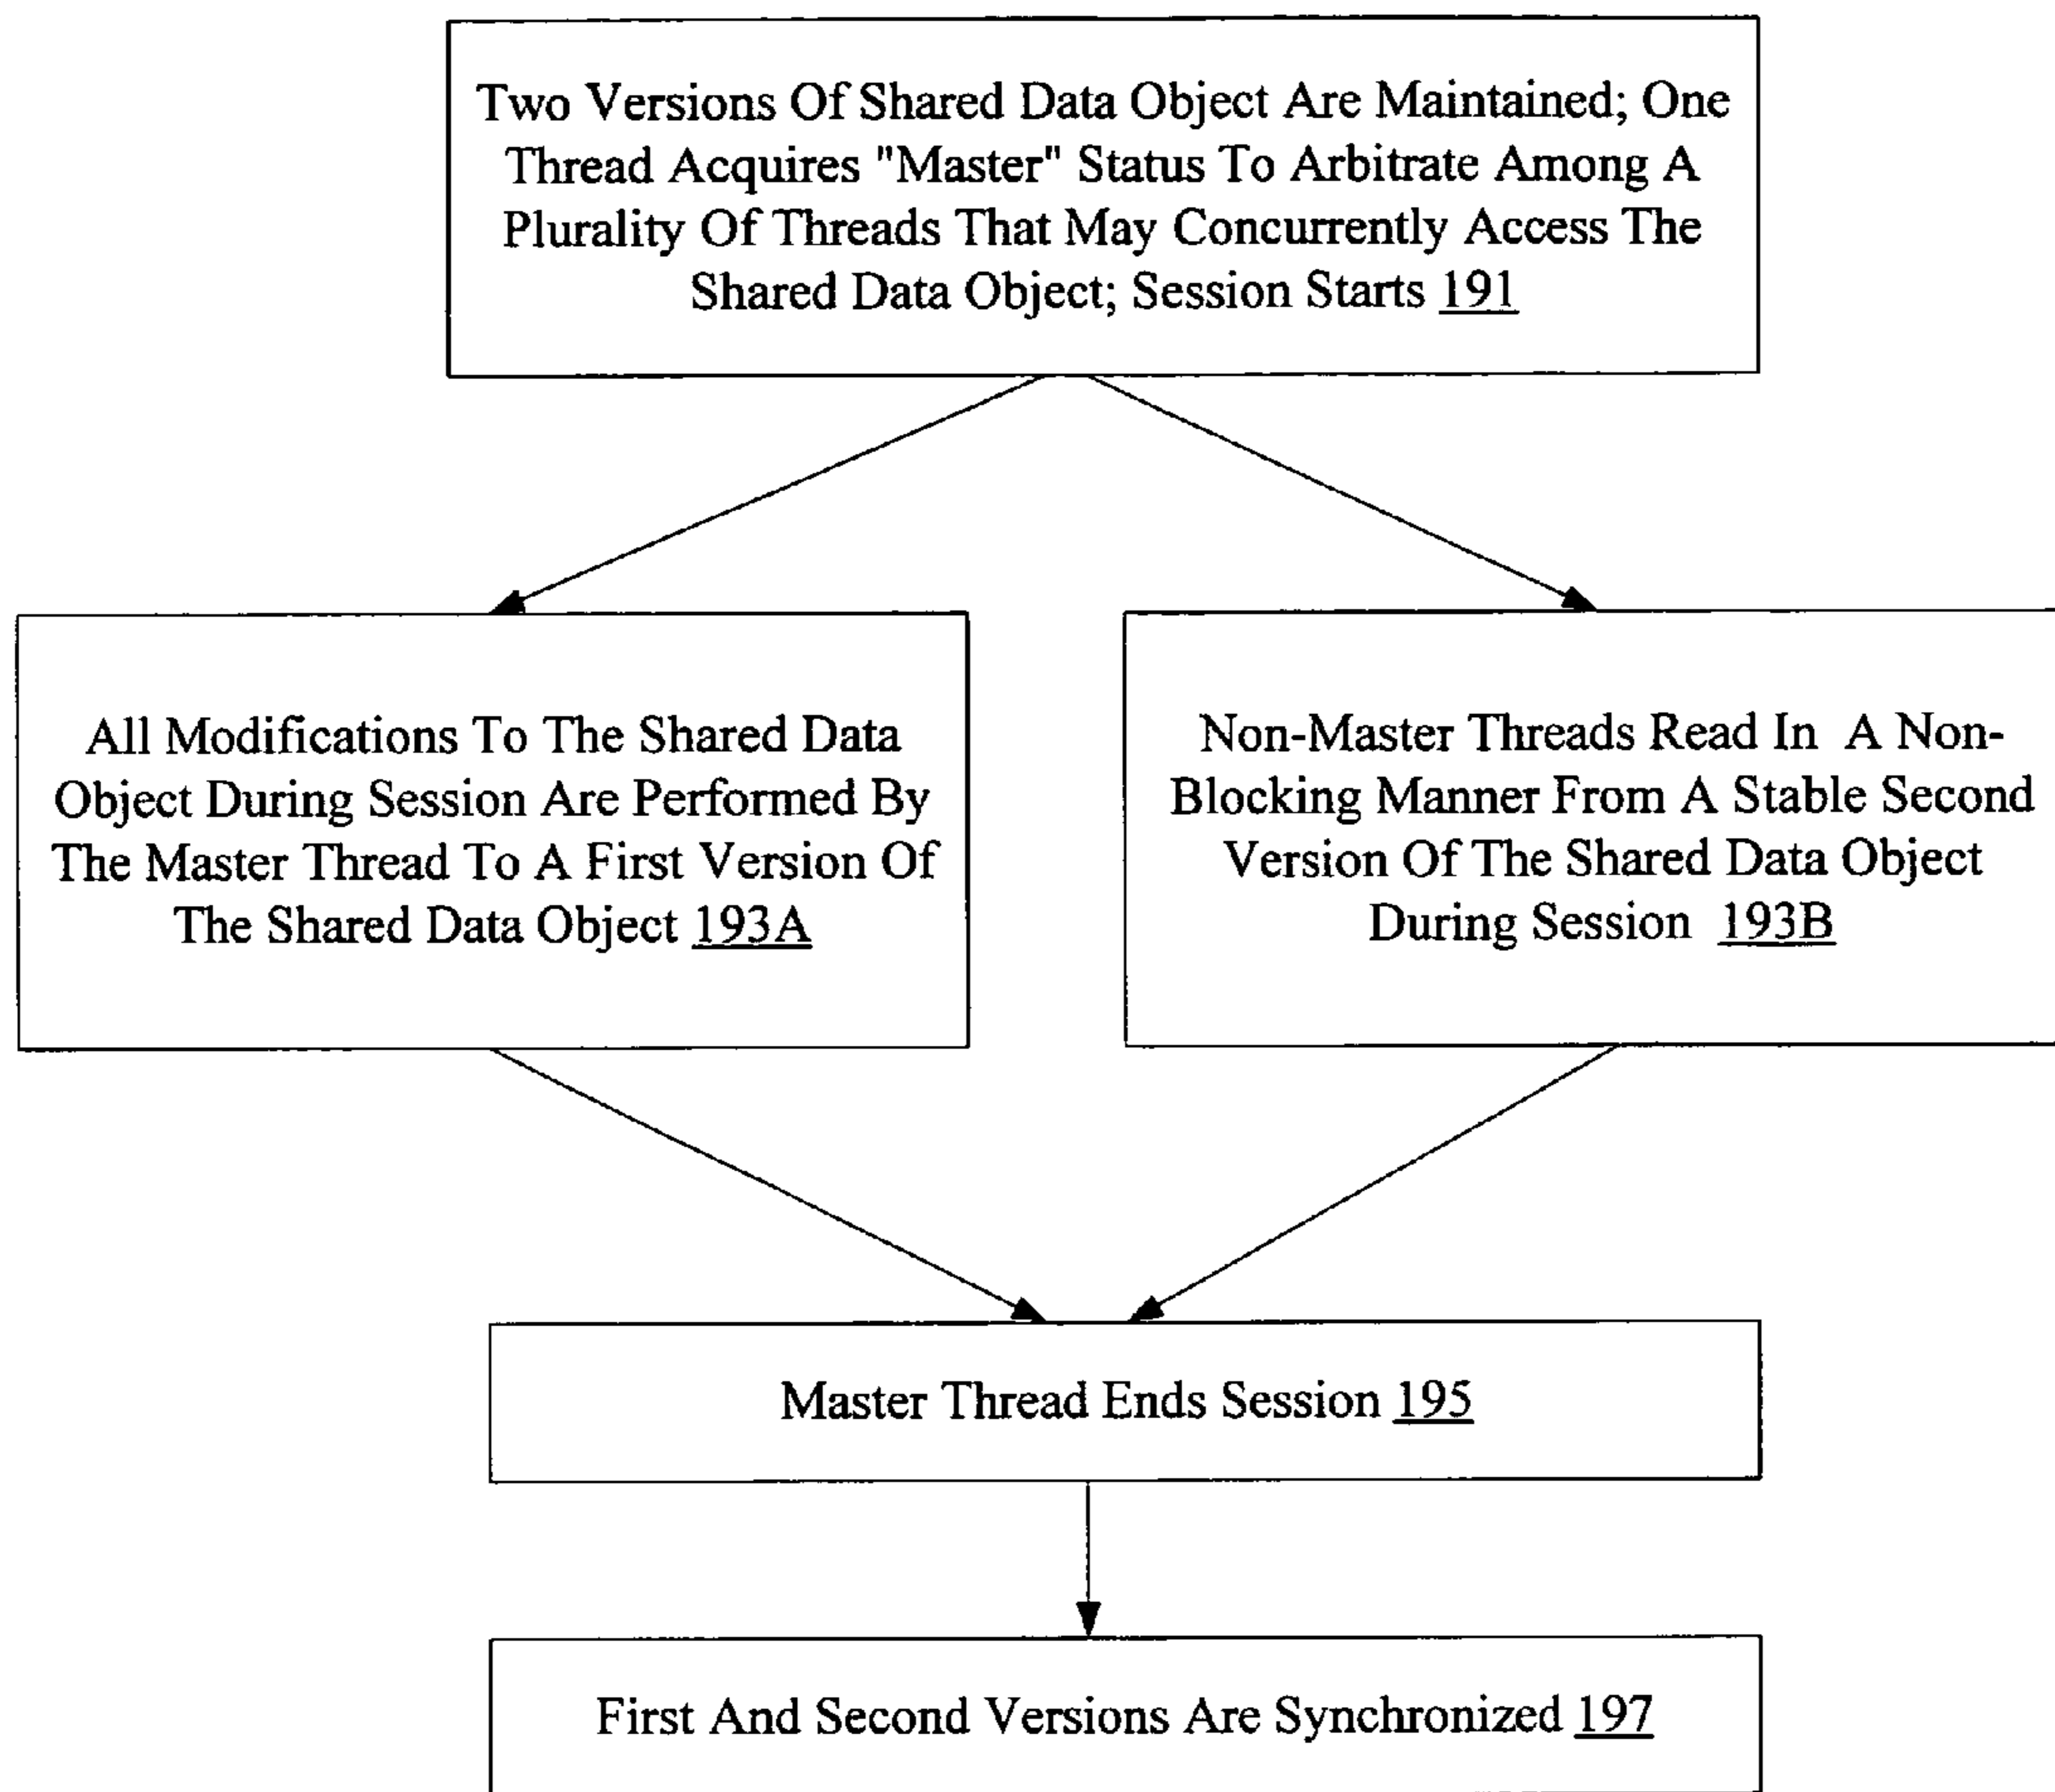 Two Versions Of Shared Data Object Are Maintained; One
Thread Acquires "Master" Status To Arbitrate Among A
Plurality Of Threads That May Concurrently Access The
Shared Data Object; Session Starts 191
All Modifications To The Shared Data
Object During Session Are Performed By
The Master Thread To A First Version Of
The Shared Data Object 193A
Non-Master Threads Read In A Non-
Blocking Manner From A Stable Second
Version Of The Shared Data Object
During Session 193B
Master Thread Ends Session 195
First And Second Versions Are Synchronized 197